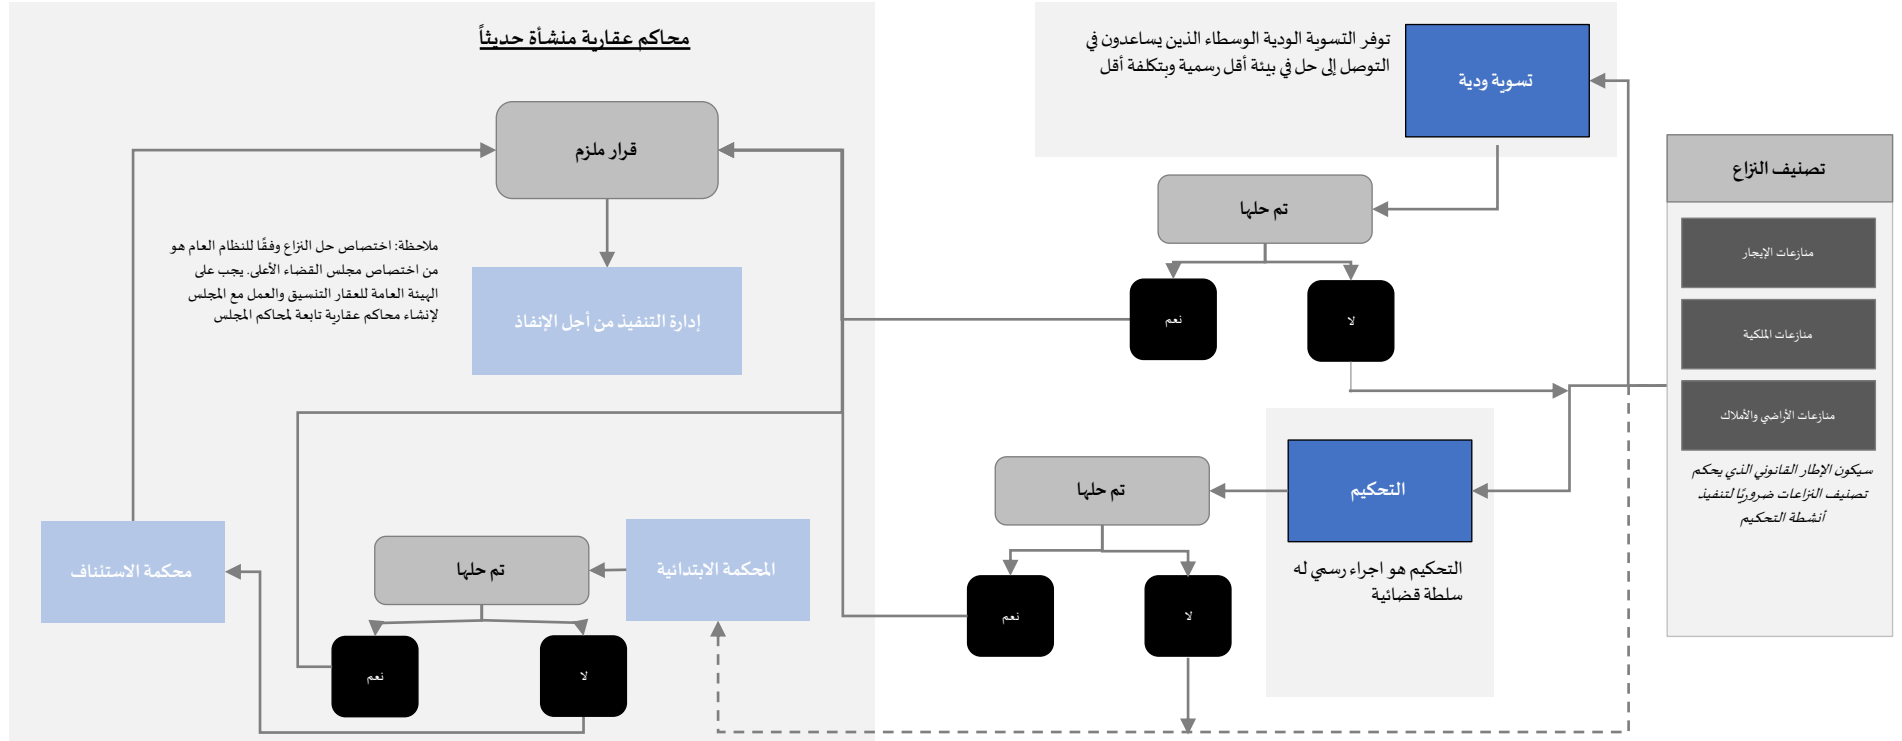 تصنيف النزاع
منازعات الإيجار
منازعات الملكية
منازعات الأراضي والأملاك
سيكون الإطار القانوني الذي يحكم
تصنيف النزاعات ضروريًا لتنفيذ
أنشطة التحكيم
تسوية ودية
توفر التسوية الودية الوسطاء الذين يساعدون في
التوصل إلى حل في بيئة أقل رسمية وبتكلفة أقل
تم حلها
لا
نعم
التحكيم
التحكيم هو اجراء رسمي له
سلطة قضائية
تم حلها
لا
نعم
محاكم عقارية منشأة حديثاً
قرار ملزم
إدارة التنفيذ من أجل الإنفاذ
ملاحظة: اختصاص حل النزاع وفقًا للنظام العام هو
من اختصاص مجلس القضاء الأعلى. يجب على
الهيئة العامة للعقار التنسيق والعمل مع المجلس
لإنشاء محاكم عقارية تابعة لمحاكم المجلس
المحكمة الابتدائية
تم حلها
لا
نعم
محكمة الاستئناف